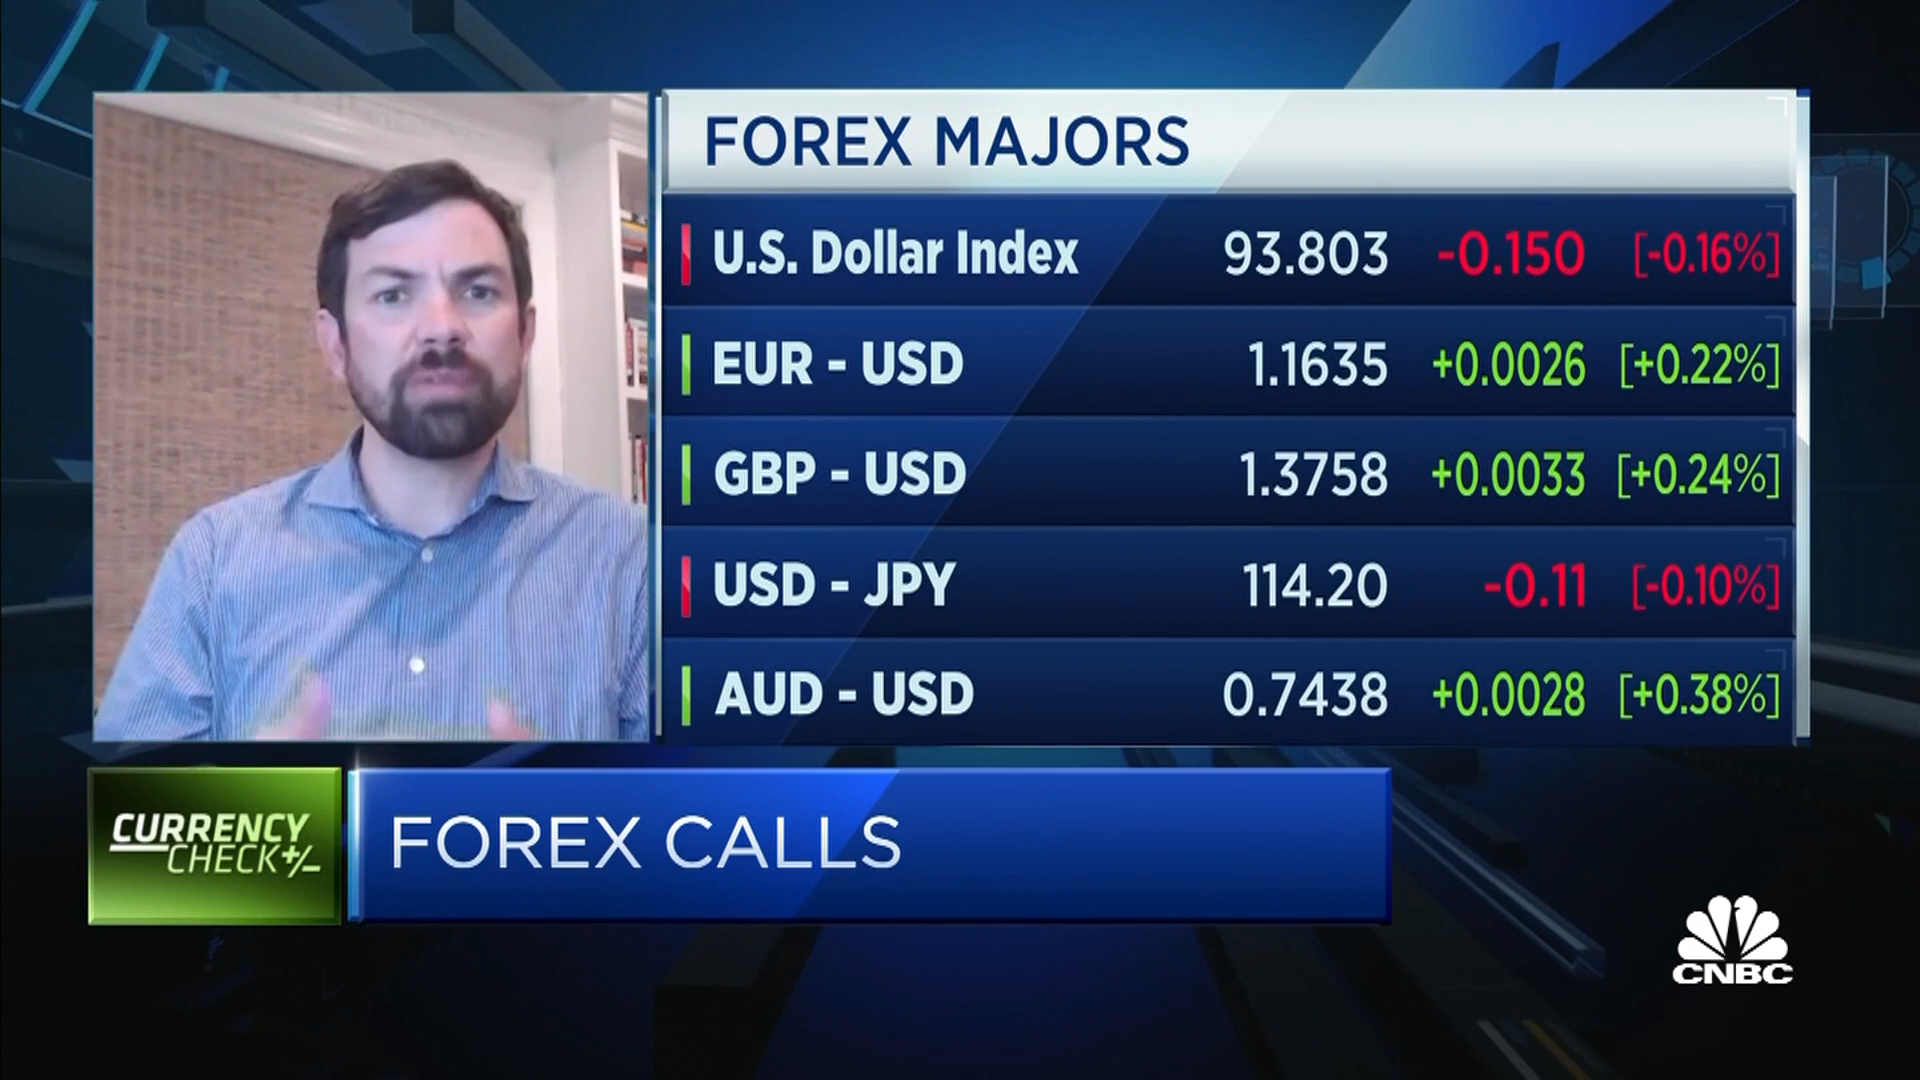 FOREX MAJORS
U.S. Dollar Index 93.803 -0.150 [-0.16%]
EUR - USD 1.1635 +0.0026 [+0.22%]
GBP - USD 1.3758 +0.0033 [+0.24%]
USD - JPY 114.20 -0.11 [-0.10%]
AUD - USD 0.7438 +0.0028 [+0.38%]
CURRENCY
CHECK+/-
FOREX CALLS
CNBC